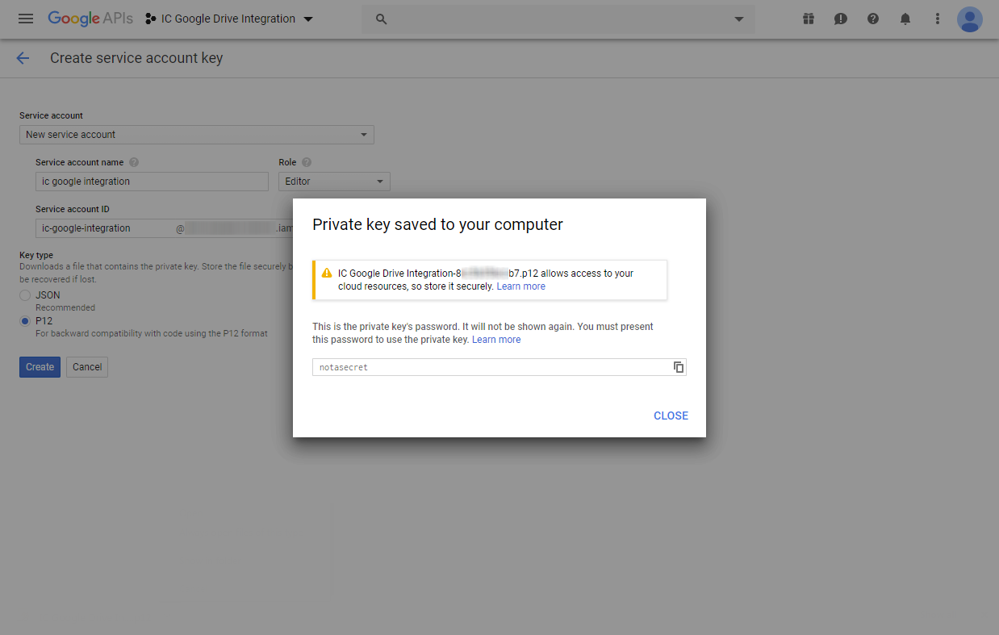 Google APIs IC Google Drive Integration
Create service account key
Service account
New service account
Service account name Role
ic google integration Editor
Service account ID
ic-google-integration @ .iam
Key type
Downloads a file that contains the private key. Store the file securely b
be recovered if lost.
JSON
Recommended
P12
For backward compatibility with code using the P12 format
Create Cancel
Private key saved to your computer
IC Google Drive Integration-8 b7.p12 allows access to your
cloud resources, so store it securely. Learn more
This is the private key's password. It will not be shown again. You must present
this password to use the private key. Learn more
notasecret
CLOSE